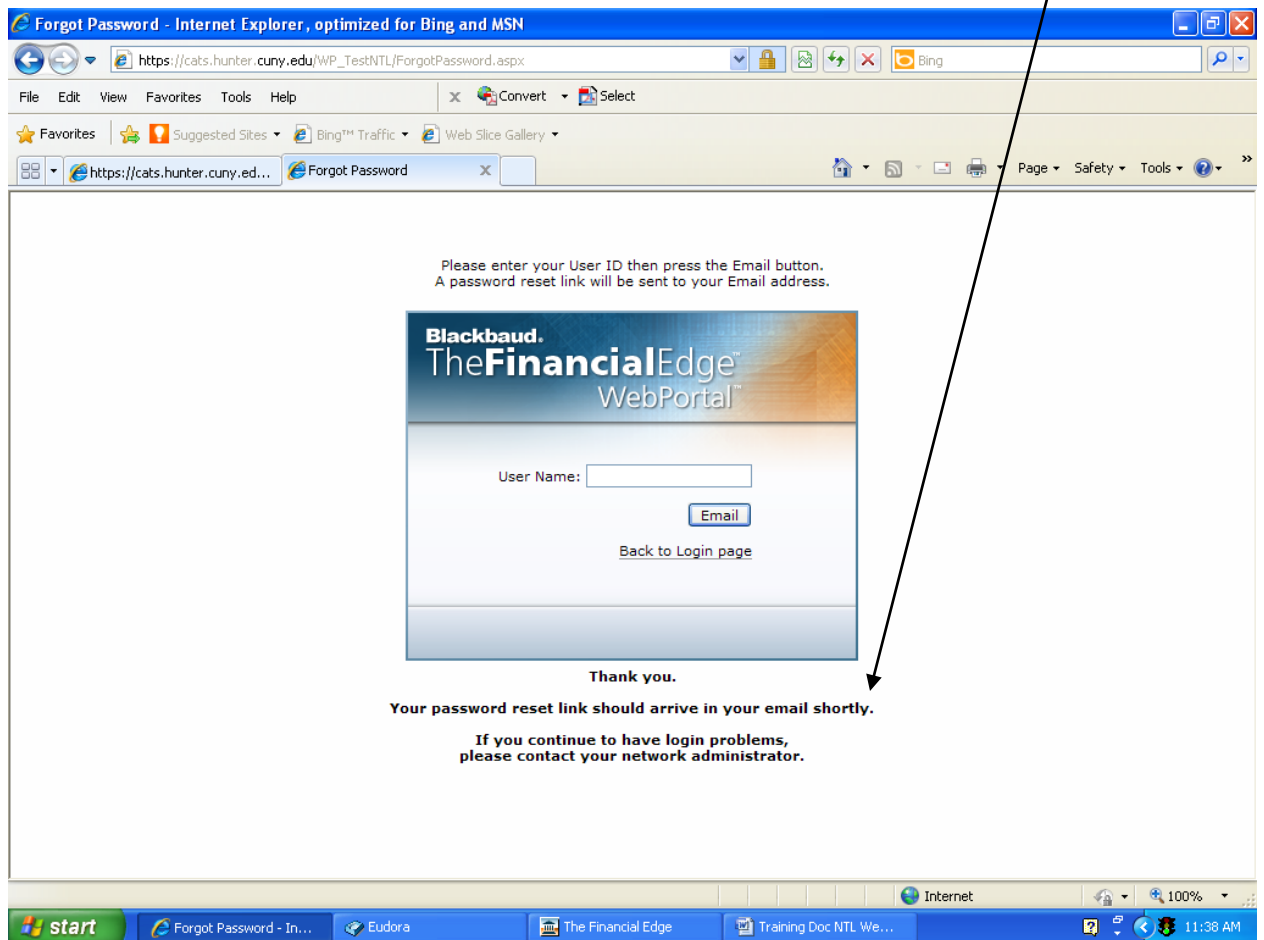 Forgot Password - Internet Explorer, optimized for Bing and MSN
https://cats.hunter.cuny.edu/WP_TestNTL/ForgotPassword.aspx Bing
File Edit View Favorites Tools Help x Convert Select
Favorites Suggested Sites Bing™ Traffic Web Slice Gallery
https://cats.hunter.cuny.ed... Forgot Password X Page Safety Tools »
Please enter your User ID then press the Email button.
A password reset link will be sent to your Email address.
Blackbaud.
TheFinancialEdge™
WebPortal™
User Name:
Email
Back to Login page
Thank you.
Your password reset link should arrive in your email shortly.
If you continue to have login problems,
please contact your network administrator.
Internet 100%
start Forgot Password - In... Eudora The Financial Edge Training Doc NTL We... 11:38 AM